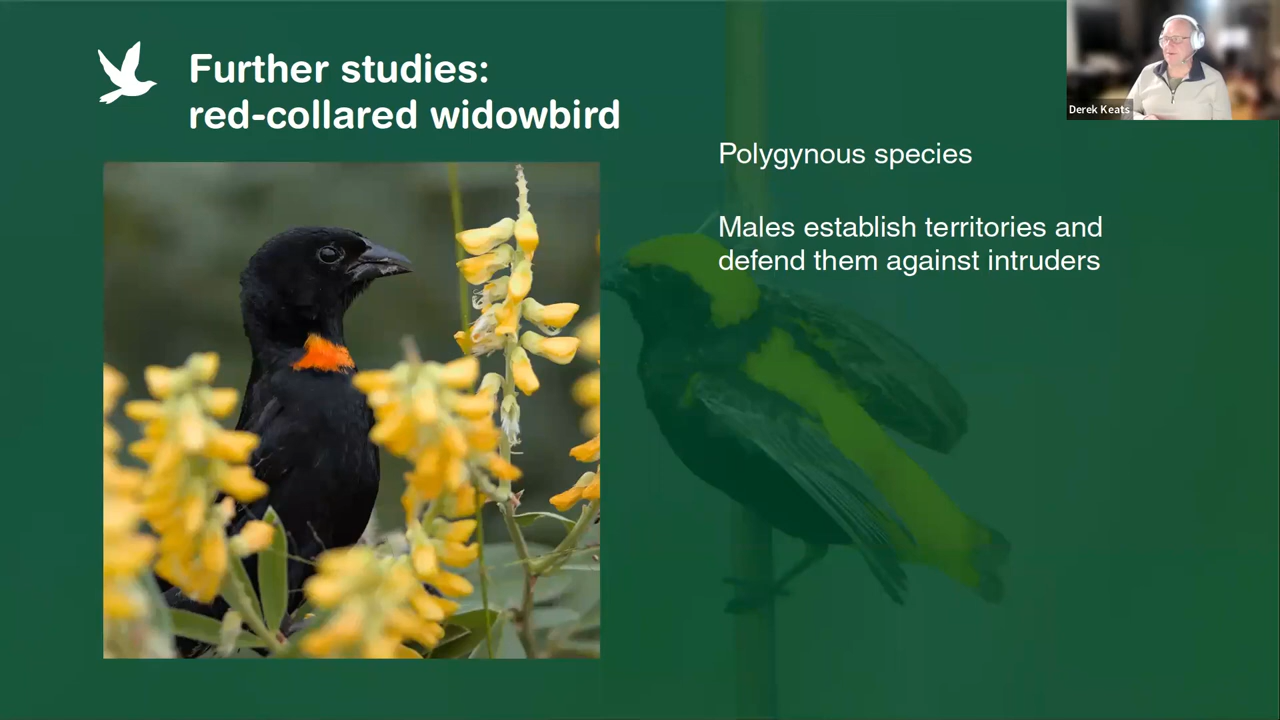 Further studies:
red-collared widowbird
Derek Keats
Polygynous species
Males establish territories and
defend them against intruders